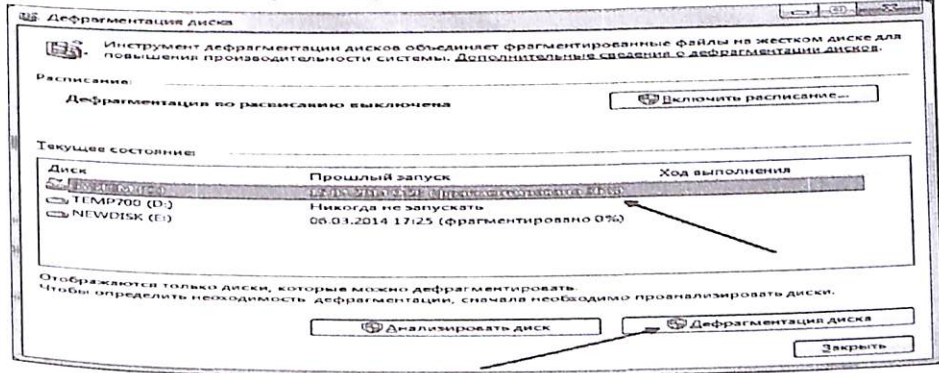 Дефрагментация диска
Инструмент дефрагментации дисков объединяет фрагментированные файлы на жестком диске для
повышения производительности системы. Дополнительные сведения о дефрагментации дисков.
Расписание:
Дефрагментация по расписанию выключена
Включить расписание...
Текущее состояние:
Диск Прошлый запуск Ход выполнения
TEMP700 (D:) Никогда не запускать
NEWDISK (E:) 06.03.2014 17:25 (фрагментировано 0%)
Отображаются только диски, которые можно дефрагментировать.
Чтобы определить необходимость дефрагментации, сначала необходимо проанализировать диски.
Анализировать диск Дефрагментация диска
Закрыть